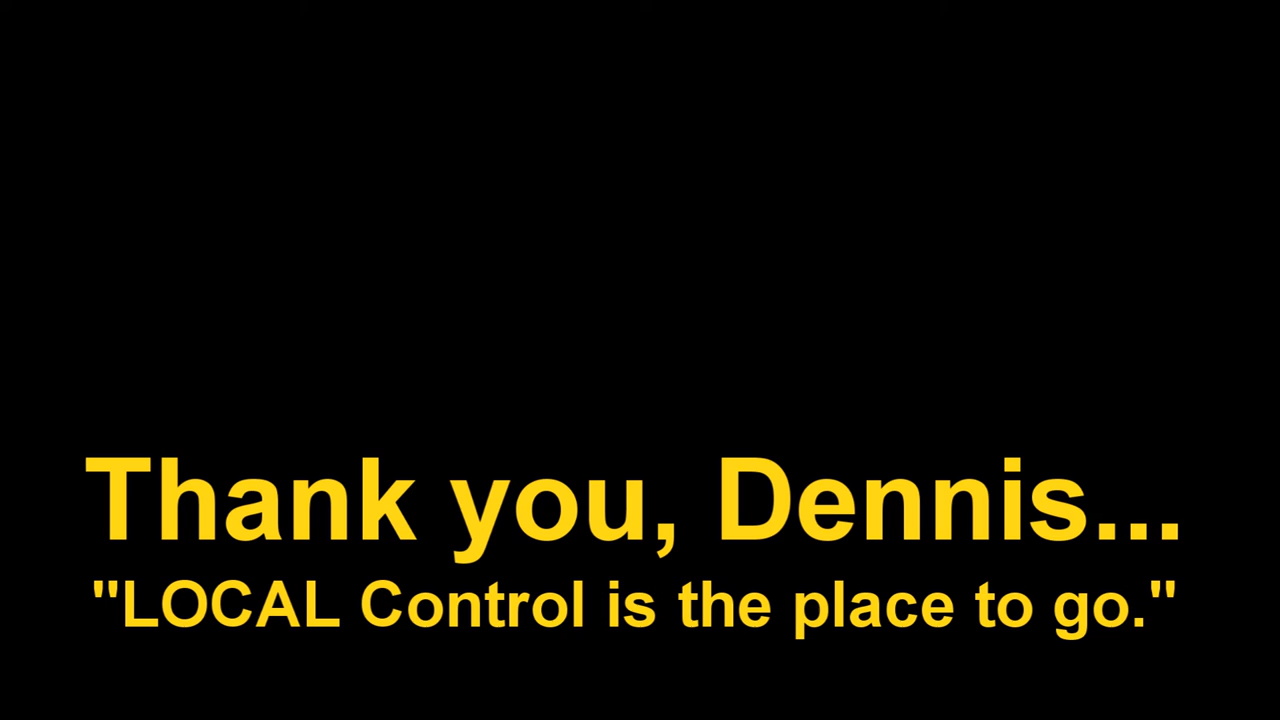 Thank you, Dennis...
"LOCAL Control is the place to go."